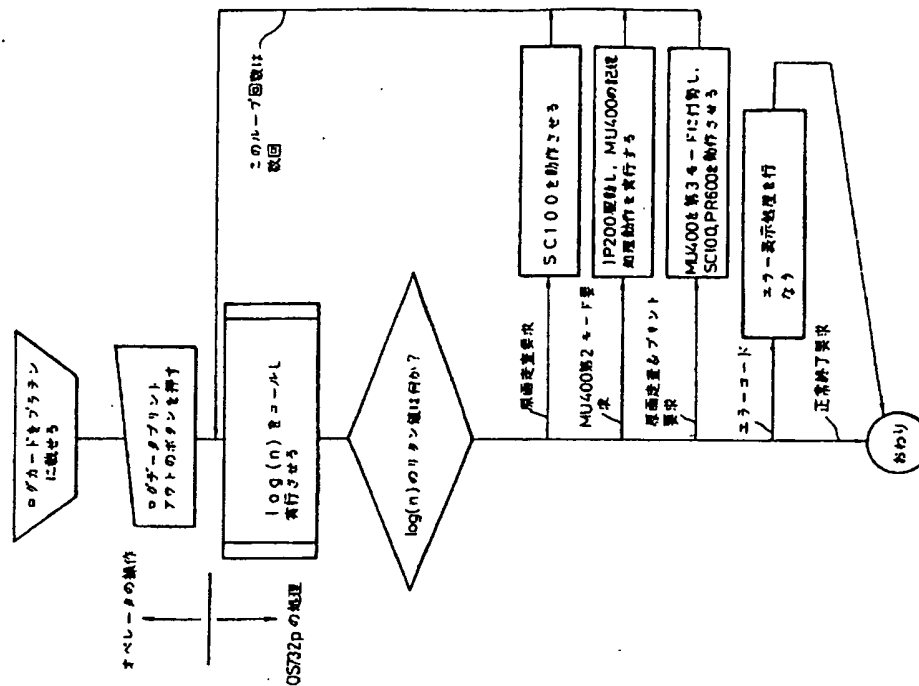 オペレータの操作
OS732pの処理
ログカードをプラテン
に載せる
ログデータプリント
アウトのボタンを押す
log(n)をコールし
実行させる
このループ回数は
数回
log(n)のリタン値は何か?
原画走査要求
SC100を動作させる
MU400第2モード要
求
IP200駆動し,MU400の記憶
処理動作を実行する
原画走査&プリント
要求
MU400を第3モードに付勢し,
SC100,PR600を動作させる
エラーコード
エラー表示処理を行
なう
正常終了要求
おわり